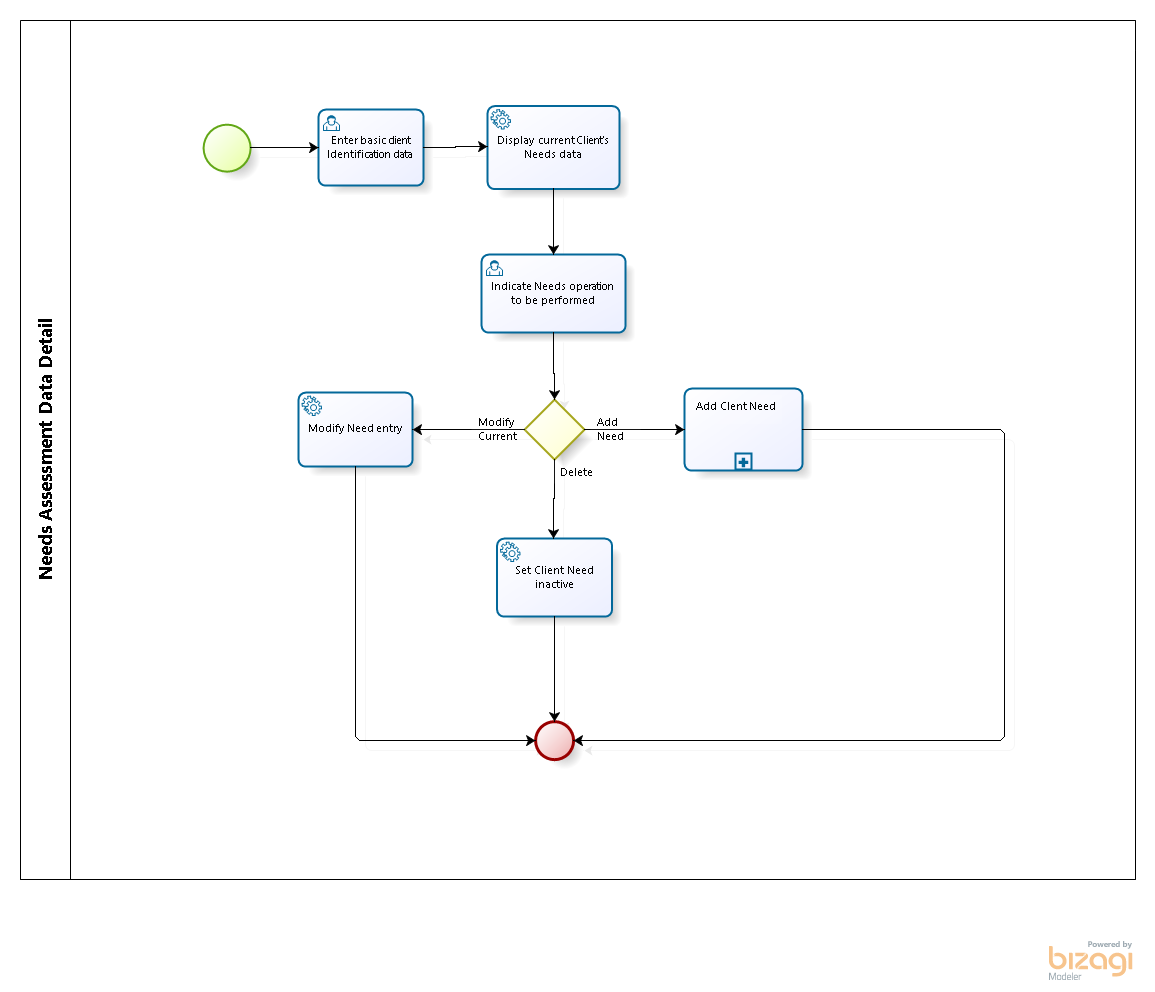 Needs Assessment Data Detail
Enter basic client
Identification data
Display current Client's
Needs data
Indicate Needs operation
to be performed
Modify Need entry
Modify
Current
Add
Need
Add Client Need
Delete
Set Client Need
inactive
Powered by
bizagi
Modeler